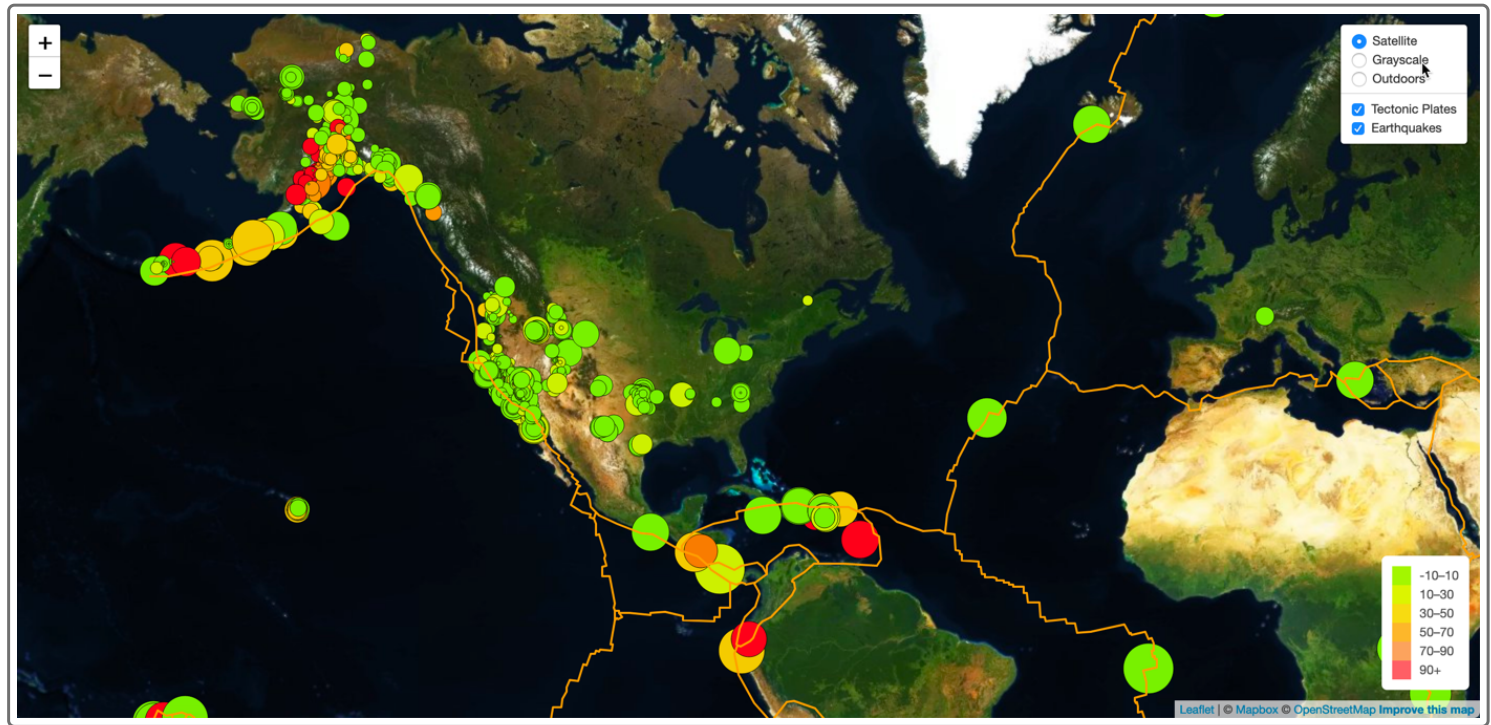 +
−
Satellite
Grayscale
Outdoors
Tectonic Plates
Earthquakes
-10–10
10–30
30–50
50–70
70–90
90+
Leaflet | © Mapbox © OpenStreetMap Improve this map